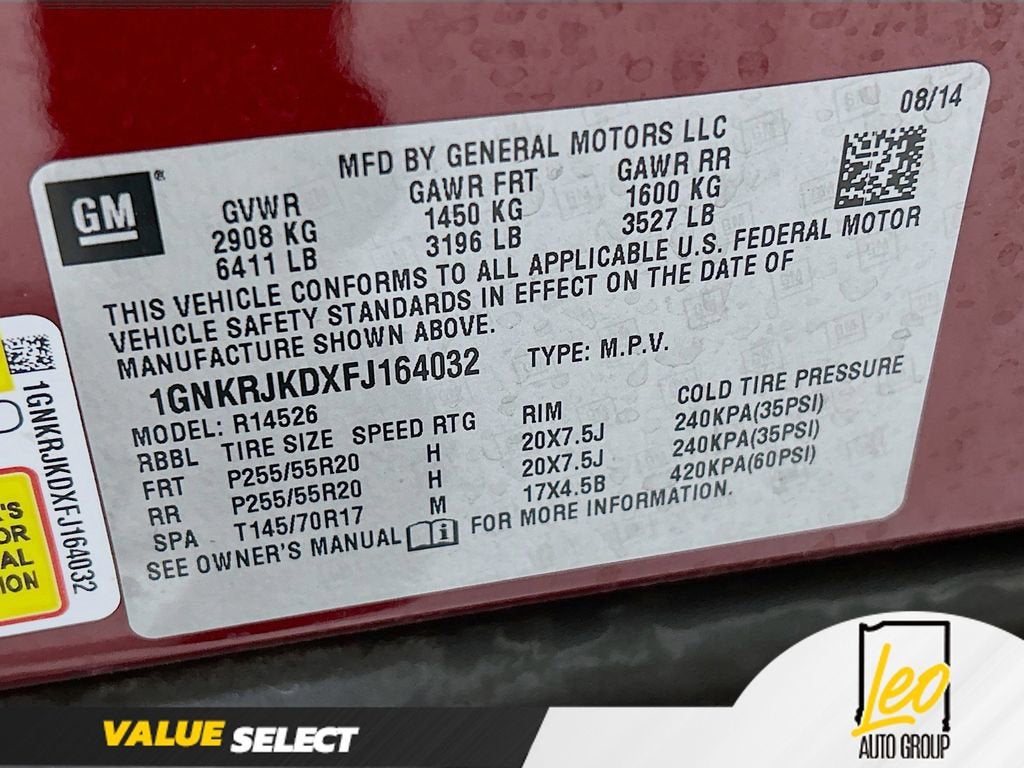 08/14
MFD BY GENERAL MOTORS LLC
GM®
GVWR GAWR FRT GAWR RR
2908 KG 1450 KG 1600 KG
6411 LB 3196 LB 3527 LB
THIS VEHICLE CONFORMS TO ALL APPLICABLE U.S. FEDERAL MOTOR
VEHICLE SAFETY STANDARDS IN EFFECT ON THE DATE OF
MANUFACTURE SHOWN ABOVE.
1GNKRJKDXFJ164032 TYPE: M.P.V.
MODEL: R14526
RBBL TIRE SIZE SPEED RTG RIM COLD TIRE PRESSURE
FRT P255/55R20 H 20X7.5J 240KPA(35PSI)
RR P255/55R20 H 20X7.5J 240KPA(35PSI)
SPA T145/70R17 M 17X4.5B 420KPA(60PSI)
SEE OWNER'S MANUAL i FOR MORE INFORMATION.
1GNKRJKDXFJ164032
'S
OR
AL
ION
VALUE SELECT
Leo
AUTO GROUP